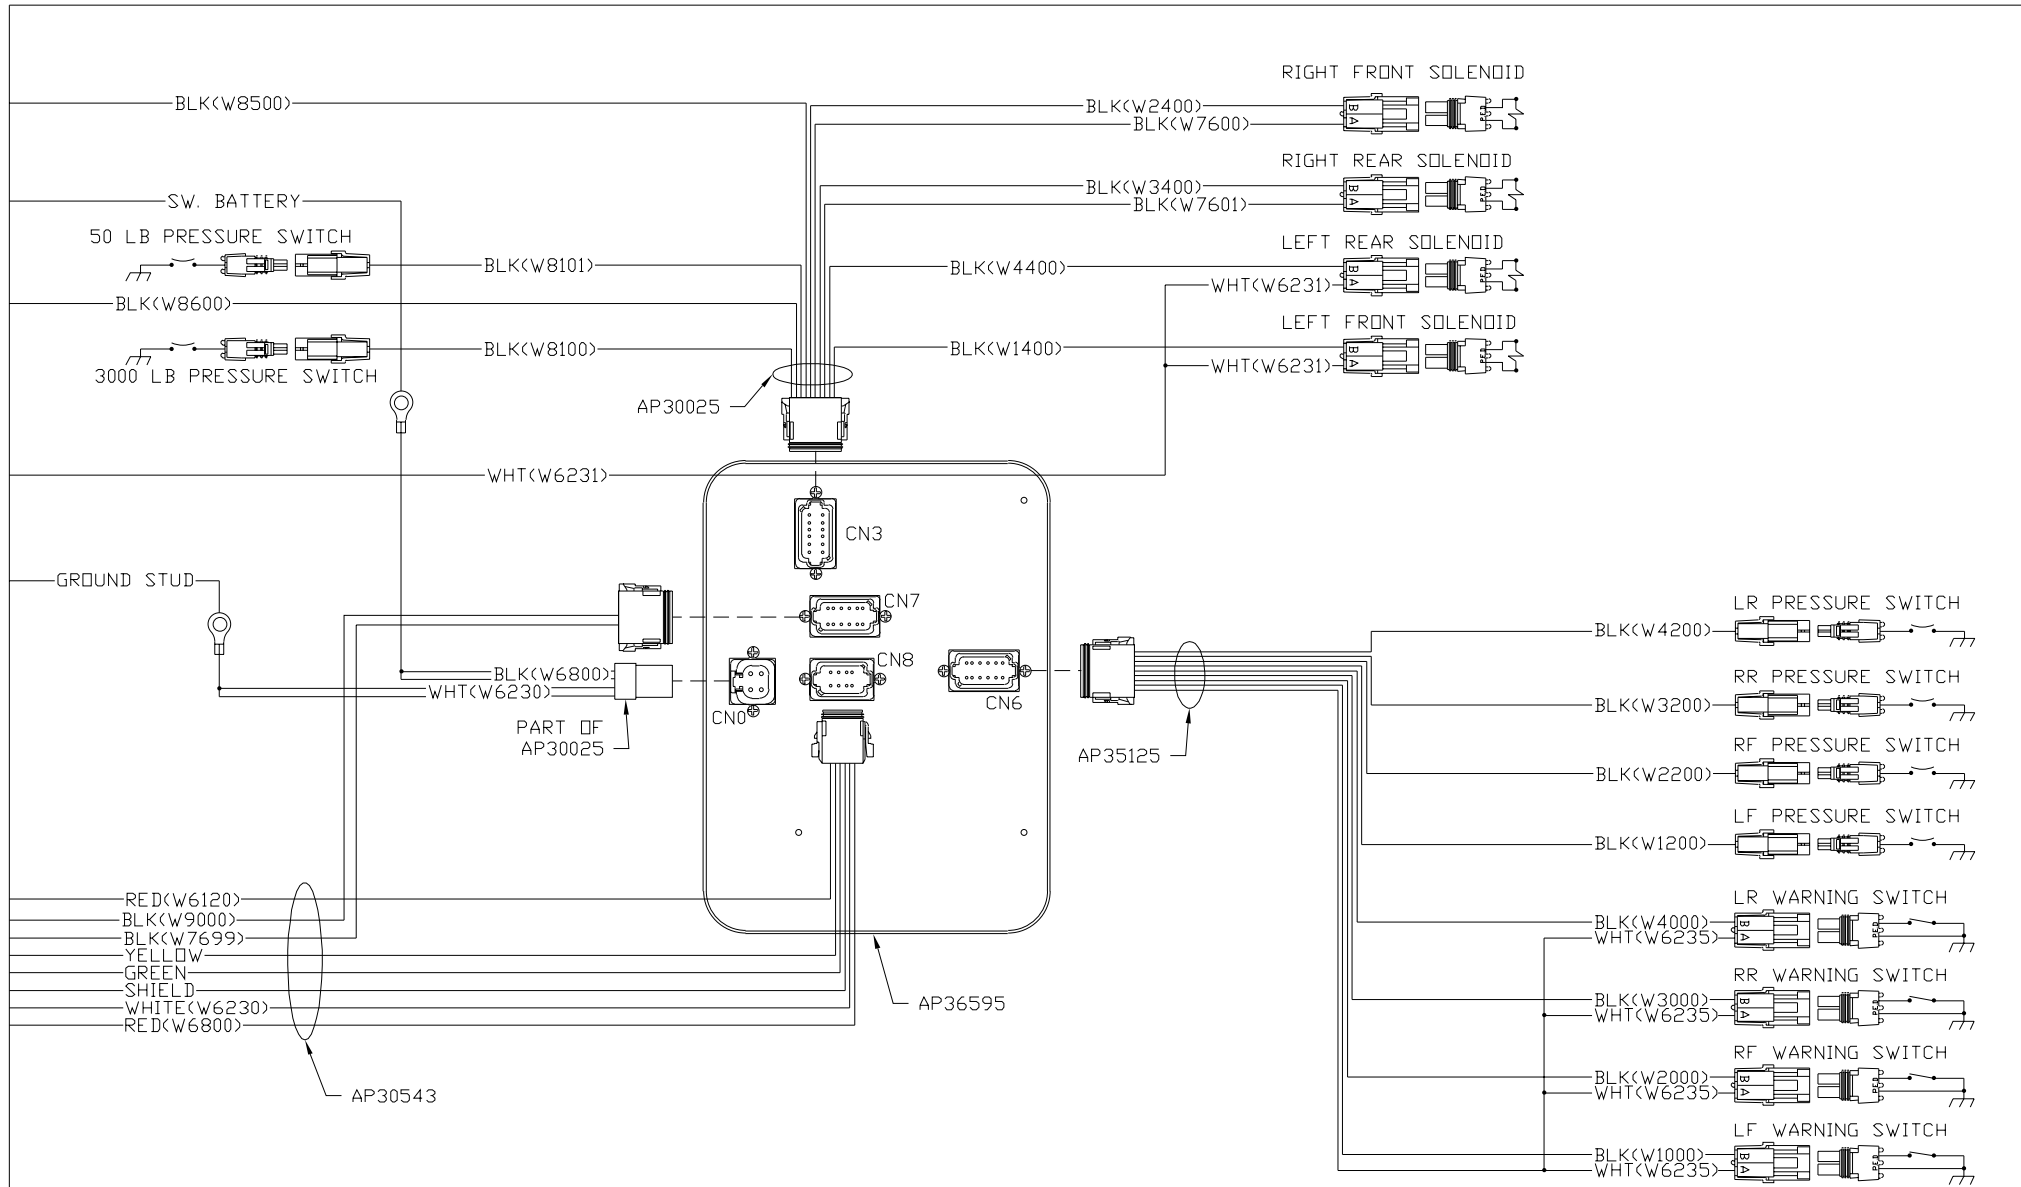 RIGHT FRONT SOLENOID
BLK(W8500)
BLK(W2400)
BLK(W7600)
B
A
RIGHT REAR SOLENOID
BLK(W3400)
BLK(W7601)
B
A
SW. BATTERY
50 LB PRESSURE SWITCH
LEFT REAR SOLENOID
BLK(W8101)
BLK(W4400)
WHT(W6231)
B
A
BLK(W8600)
LEFT FRONT SOLENOID
BLK(W8100)
BLK(W1400)
WHT(W6231)
B
A
3000 LB PRESSURE SWITCH
AP30025
WHT(W6231)
CN3
GROUND STUD
CN7
CN8
BLK(W6800)
WHT(W6230)
CN0
CN6
PART OF
AP30025
AP35125
LR PRESSURE SWITCH
BLK(W4200)
RR PRESSURE SWITCH
BLK(W3200)
RF PRESSURE SWITCH
BLK(W2200)
LF PRESSURE SWITCH
BLK(W1200)
LR WARNING SWITCH
BLK(W4000)
WHT(W6235)
B
A
RR WARNING SWITCH
BLK(W3000)
WHT(W6235)
B
A
RF WARNING SWITCH
BLK(W2000)
WHT(W6235)
B
A
LF WARNING SWITCH
BLK(W1000)
WHT(W6235)
B
A
RED(W6120)
BLK(W9000)
BLK(W7699)
YELLOW
GREEN
SHIELD
WHITE(W6230)
RED(W6800)
AP36595
AP30543